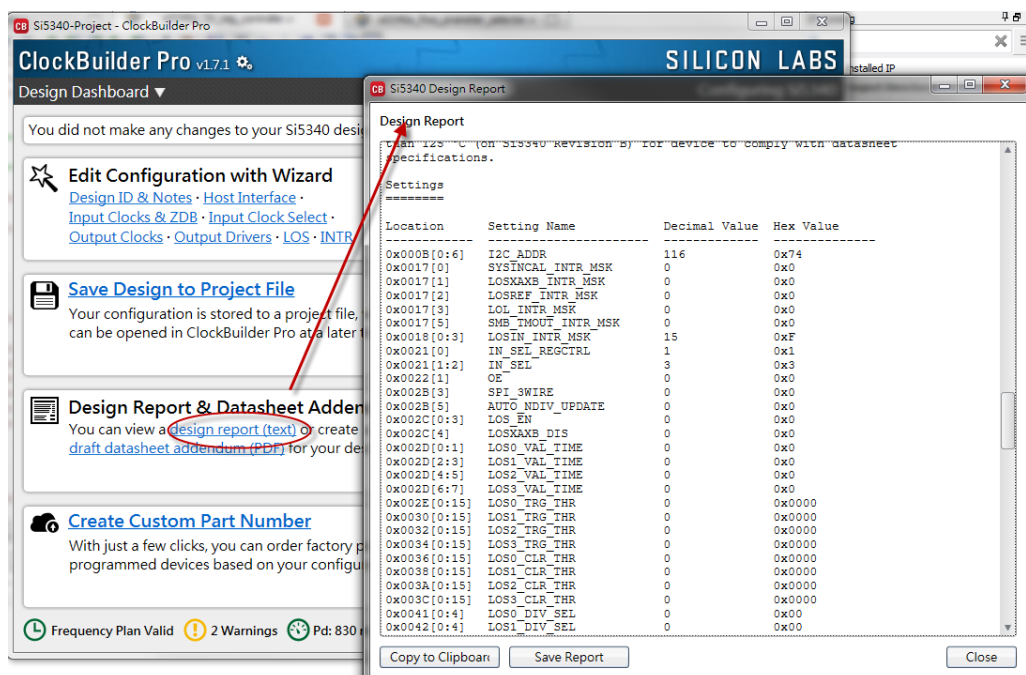 Si5340-Project - ClockBuilder Pro
ClockBuilder Pro v1.7.1
SILICON LABS
Design Dashboard ▼
You did not make any changes to your Si5340 desi
Edit Configuration with Wizard
Design ID & Notes · Host Interface ·
Input Clocks & ZDB · Input Clock Select ·
Output Clocks · Output Drivers · LOS · INTR
Save Design to Project File
Your configuration is stored to a project file,
can be opened in ClockBuilder Pro at a later t
Design Report & Datasheet Adden
You can view a design report (text) or create
draft datasheet addendum (PDF) for your de
Create Custom Part Number
With just a few clicks, you can order factory p
programmed devices based on your configu
Frequency Plan Valid 2 Warnings Pd: 830
nstalled IP
Si5340 Design Report
Design Report
than 125 °C (on Si5340 Revision B) for device to comply with datasheet
specifications.
Settings
========
Location Setting Name Decimal Value Hex Value
------------ ---------------------- ------------- --------------
0x000B[0:6] I2C_ADDR 116 0x74
0x0017[0] SYSINCAL_INTR_MSK 0 0x0
0x0017[1] LOSXAXB_INTR_MSK 0 0x0
0x0017[2] LOSREF_INTR_MSK 0 0x0
0x0017[3] LOL_INTR_MSK 0 0x0
0x0017[5] SMB_TMOUT_INTR_MSK 0 0x0
0x0018[0:3] LOSIN_INTR_MSK 15 0xF
0x0021[0] IN_SEL_REGCTRL 1 0x1
0x0021[1:2] IN_SEL 3 0x3
0x0022[1] OE 0 0x0
0x002B[3] SPI_3WIRE 0 0x0
0x002B[5] AUTO_NDIV_UPDATE 0 0x0
0x002C[0:3] LOS_EN 0 0x0
0x002C[4] LOSXAXB_DIS 0 0x0
0x002D[0:1] LOS0_VAL_TIME 0 0x0
0x002D[2:3] LOS1_VAL_TIME 0 0x0
0x002D[4:5] LOS2_VAL_TIME 0 0x0
0x002D[6:7] LOS3_VAL_TIME 0 0x0
0x002E[0:15] LOS0_TRG_THR 0 0x0000
0x0030[0:15] LOS1_TRG_THR 0 0x0000
0x0032[0:15] LOS2_TRG_THR 0 0x0000
0x0034[0:15] LOS3_TRG_THR 0 0x0000
0x0036[0:15] LOS0_CLR_THR 0 0x0000
0x0038[0:15] LOS1_CLR_THR 0 0x0000
0x003A[0:15] LOS2_CLR_THR 0 0x0000
0x003C[0:15] LOS3_CLR_THR 0 0x0000
0x0041[0:4] LOS0_DIV_SEL 0 0x00
0x0042[0:4] LOS1_DIV_SEL 0 0x00
Copy to Clipboar Save Report Close